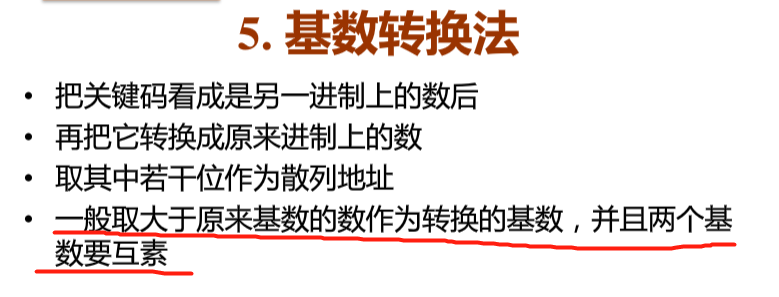 5. 基数转换法
• 把关键码看成是另一进制上的数后
• 再把它转换成原来进制上的数
• 取其中若干位作为散列地址
• 一般取大于原来基数的数作为转换的基数，并且两个基
数要互素